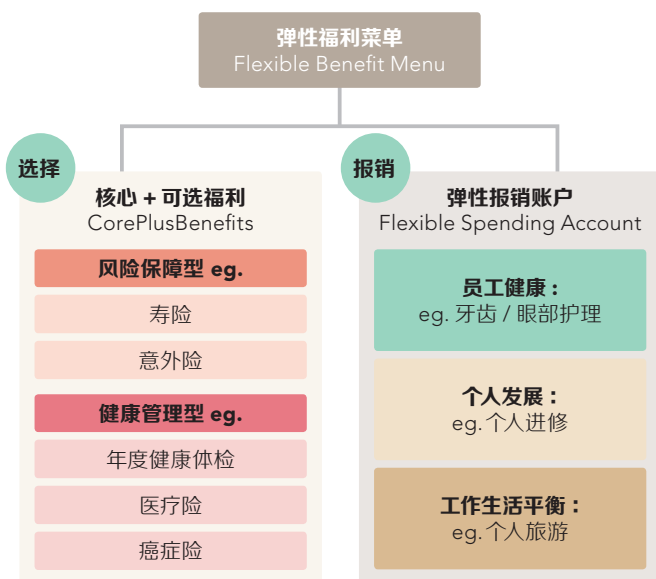 弹性福利菜单
Flexible Benefit Menu
选择
核心 + 可选福利
CorePlusBenefits
风险保障型 eg.
寿险
意外险
健康管理型 eg.
年度健康体检
医疗险
癌症险
报销
弹性报销账户
Flexible Spending Account
员工健康：
eg. 牙齿 / 眼部护理
个人发展：
eg. 个人进修
工作生活平衡：
eg. 个人旅游